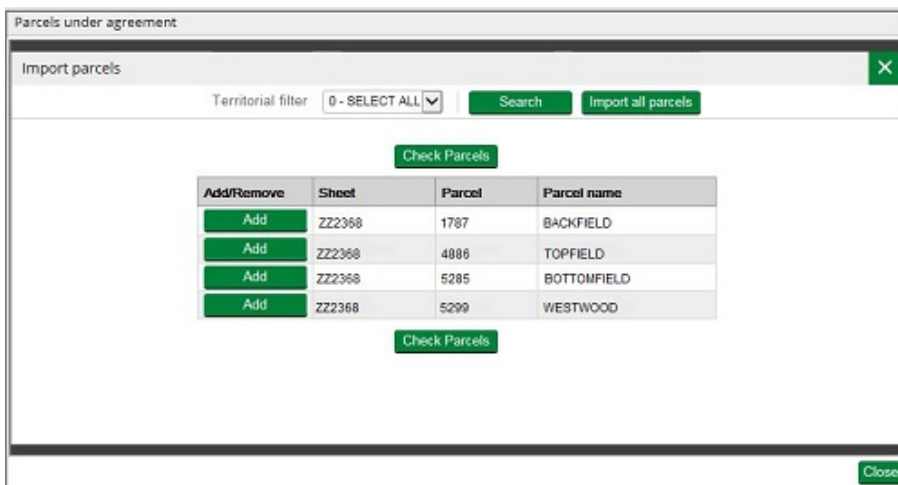 Parcels under agreement
Import parcels
Territorial filter 0 - SELECT ALL Search Import all parcels
Check Parcels
Add/Remove Sheet Parcel Parcel name
Add ZZ2368 1787 BACKFIELD
Add ZZ2368 4886 TOPFIELD
Add ZZ2368 5285 BOTTOMFIELD
Add ZZ2368 5299 WESTWOOD
Check Parcels
Close